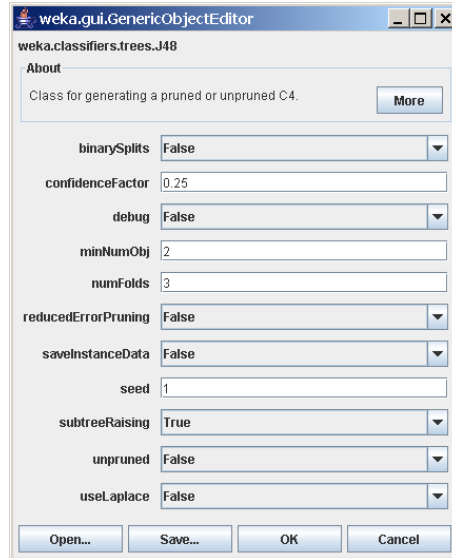 weka.gui.GenericObjectEditor
weka.classifiers.trees.J48
About
Class for generating a pruned or unpruned C4.
More
binarySplits False
confidenceFactor 0.25
debug False
minNumObj 2
numFolds 3
reducedErrorPruning False
saveInstanceData False
seed 1
subtreeRaising True
unpruned False
useLaplace False
Open... Save... OK Cancel